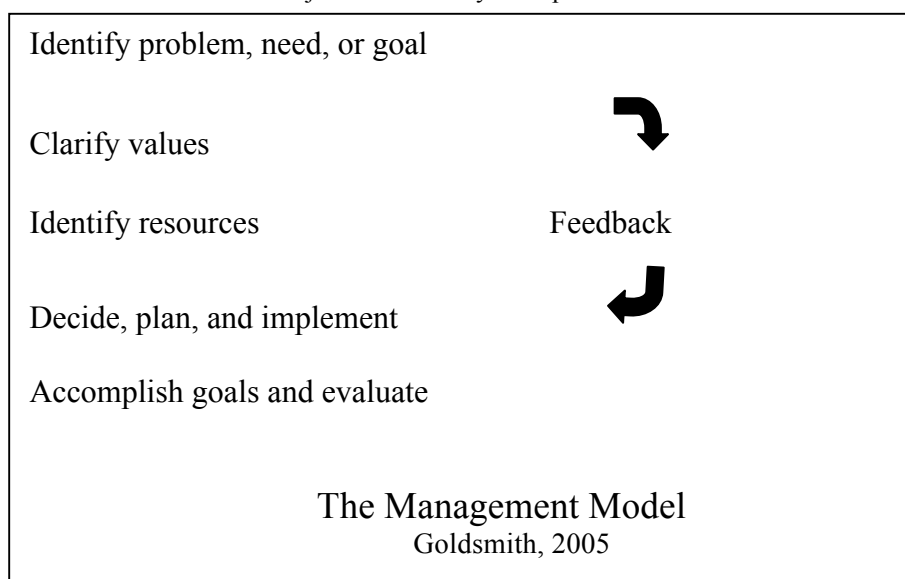 Identify problem, need, or goal
Clarify values
Identify resources
Feedback
Decide, plan, and implement
Accomplish goals and evaluate
The Management Model
Goldsmith, 2005